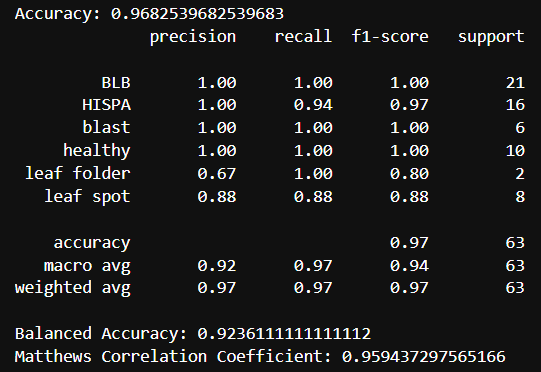 Accuracy: 0.9682539682539683
precision recall f1-score support
BLB 1.00 1.00 1.00 21
HISPA 1.00 0.94 0.97 16
blast 1.00 1.00 1.00 6
healthy 1.00 1.00 1.00 10
leaf folder 0.67 1.00 0.80 2
leaf spot 0.88 0.88 0.88 8
accuracy 0.97 63
macro avg 0.92 0.97 0.94 63
weighted avg 0.97 0.97 0.97 63
Balanced Accuracy: 0.9236111111111112
Matthews Correlation Coefficient: 0.959437297565166